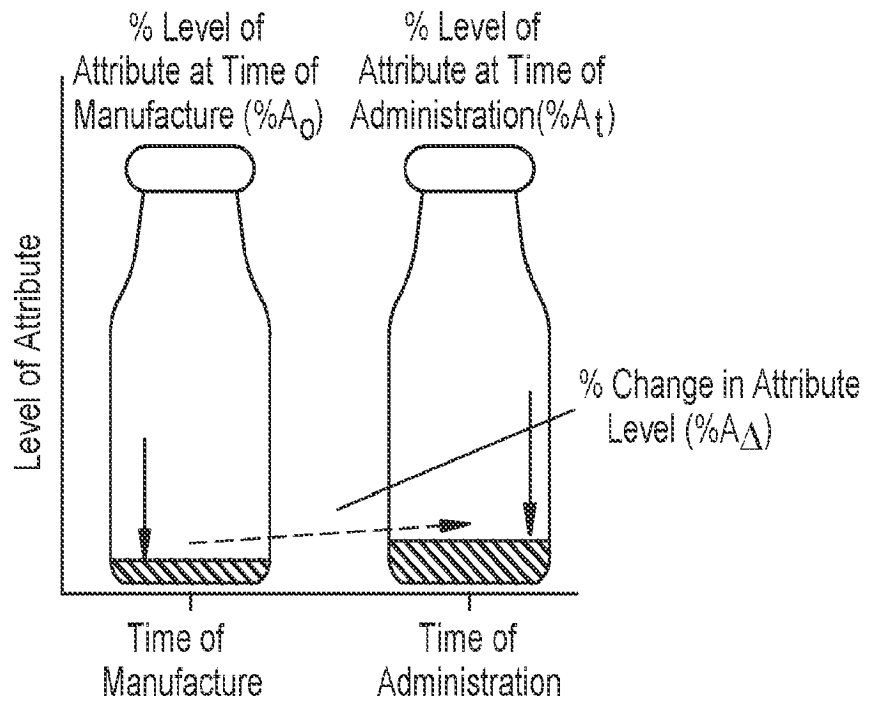 % Level of
Attribute at Time of
Manufacture (%A₀)
% Level of
Attribute at Time of
Administration(%Aₜ)
Level of Attribute
% Change in Attribute
Level (%A_Δ)
Time of
Manufacture
Time of
Administration